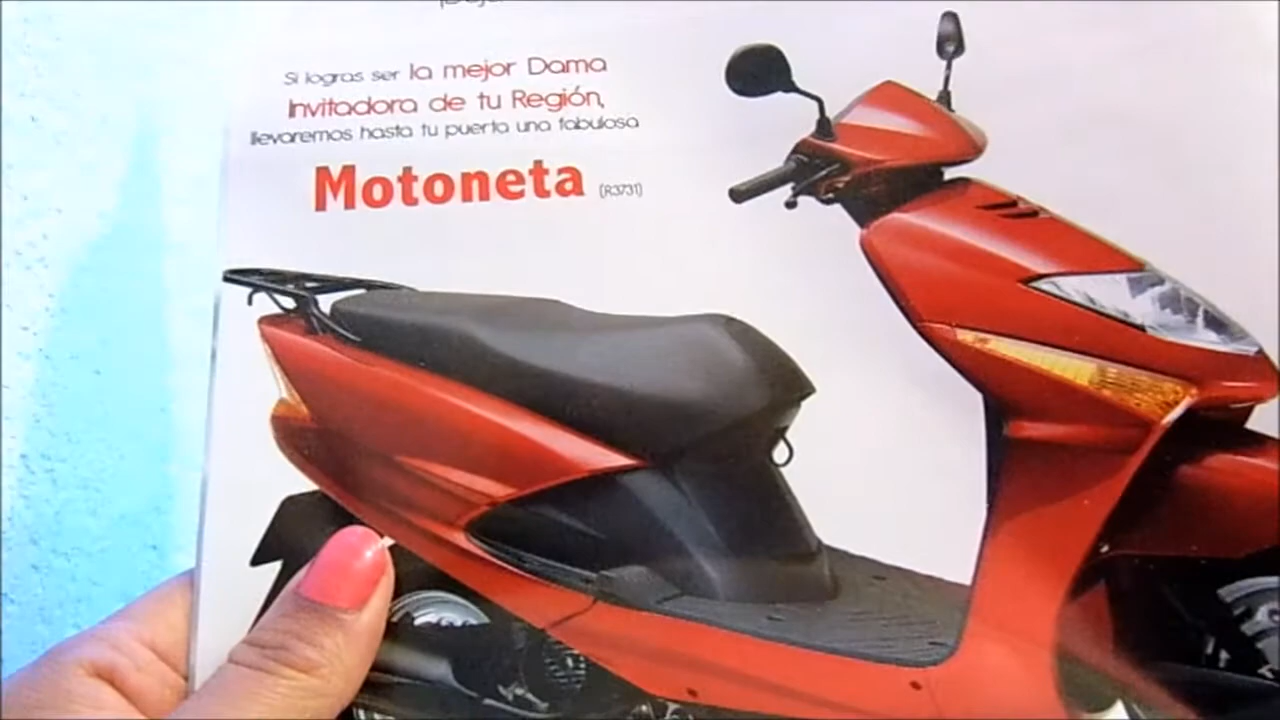 Si logras ser la mejor Dama
Invitadora de tu Región,
llevaremos hasta tu puerta una fabulosa
Motoneta (R3731)